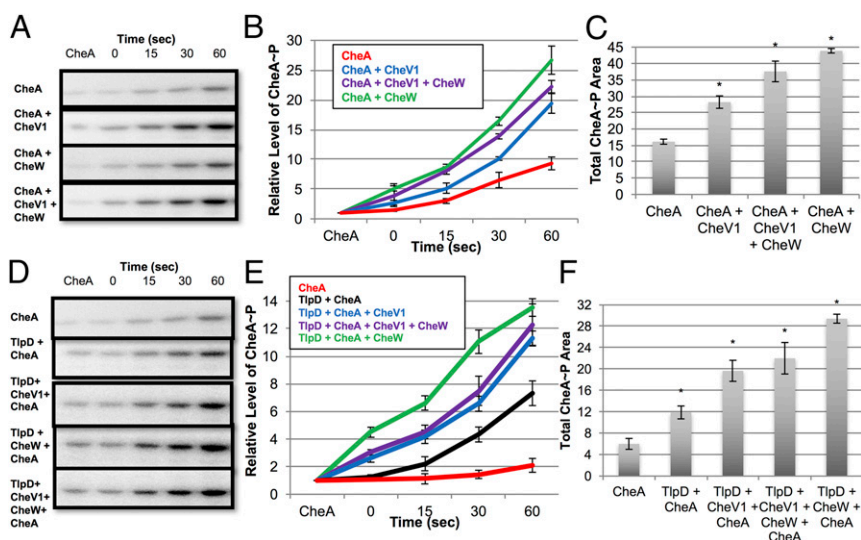 A
Time (sec)
CheA 0 15 30 60
CheA
CheA +
CheV1
CheA +
CheW
CheA +
CheV1 +
CheW
B
Relative Level of CheA~P
30
25
20
15
10
5
0
CheA
CheA + CheV1
CheA + CheV1 + CheW
CheA + CheW
CheA 0 15 30 60
Time (sec)
C
Total CheA~P Area
45
40
35
30
25
20
15
10
5
0
* * *
CheA
CheA +
CheV1
CheA +
CheV1
+ CheW
CheA +
CheW
D
Time (sec)
CheA 0 15 30 60
CheA
TlpD +
CheA
TlpD+
CheV1+
CheA
TlpD +
CheW +
CheA
TlpD+
CheV1+
CheW+
CheA
E
Relative Level of CheA~P
14
12
10
8
6
4
2
0
CheA
TlpD + CheA
TlpD + CheA + CheV1
TlpD + CheA + CheV1 + CheW
TlpD + CheA + CheW
CheA 0 15 30 60
Time (sec)
F
Total CheA~P Area
32
28
24
20
16
12
8
4
0
* * * *
CheA
TlpD +
CheA
TlpD +
CheV1 +
CheA
TlpD +
CheV1 +
CheW +
CheA
TlpD +
CheW +
CheA